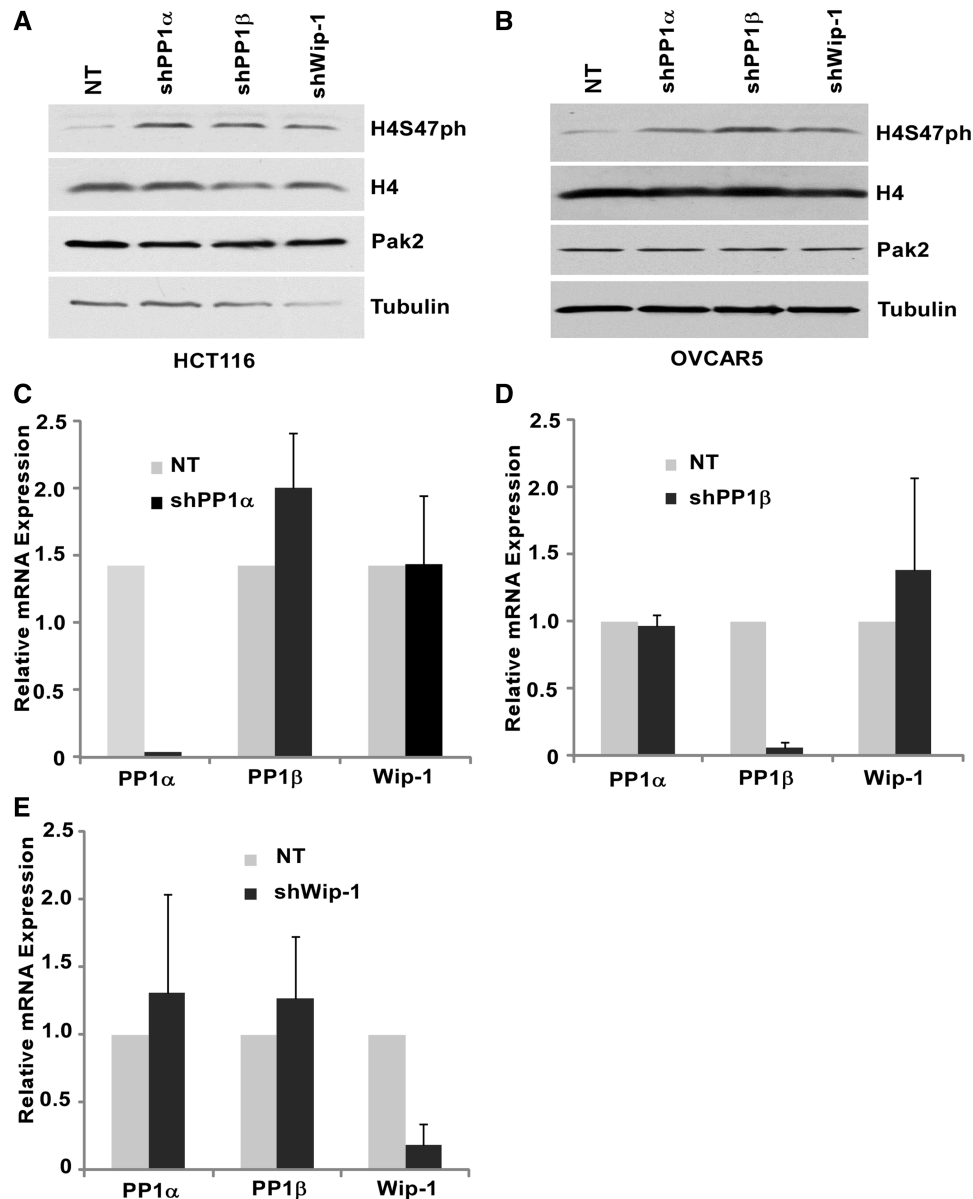 A
NT
shPP1α
shPP1β
shWip-1
H4S47ph
H4
Pak2
Tubulin
HCT116
B
NT
shPP1α
shPP1β
shWip-1
H4S47ph
H4
Pak2
Tubulin
OVCAR5
C
Relative mRNA Expression
2.5
2.0
1.5
1.0
0.5
0
NT
shPP1α
PP1α
PP1β
Wip-1
D
Relative mRNA Expression
2.5
2.0
1.5
1.0
0.5
0
NT
shPP1β
PP1α
PP1β
Wip-1
E
Relative mRNA Expression
2.5
2.0
1.5
1.0
0.5
0
NT
shWip-1
PP1α
PP1β
Wip-1